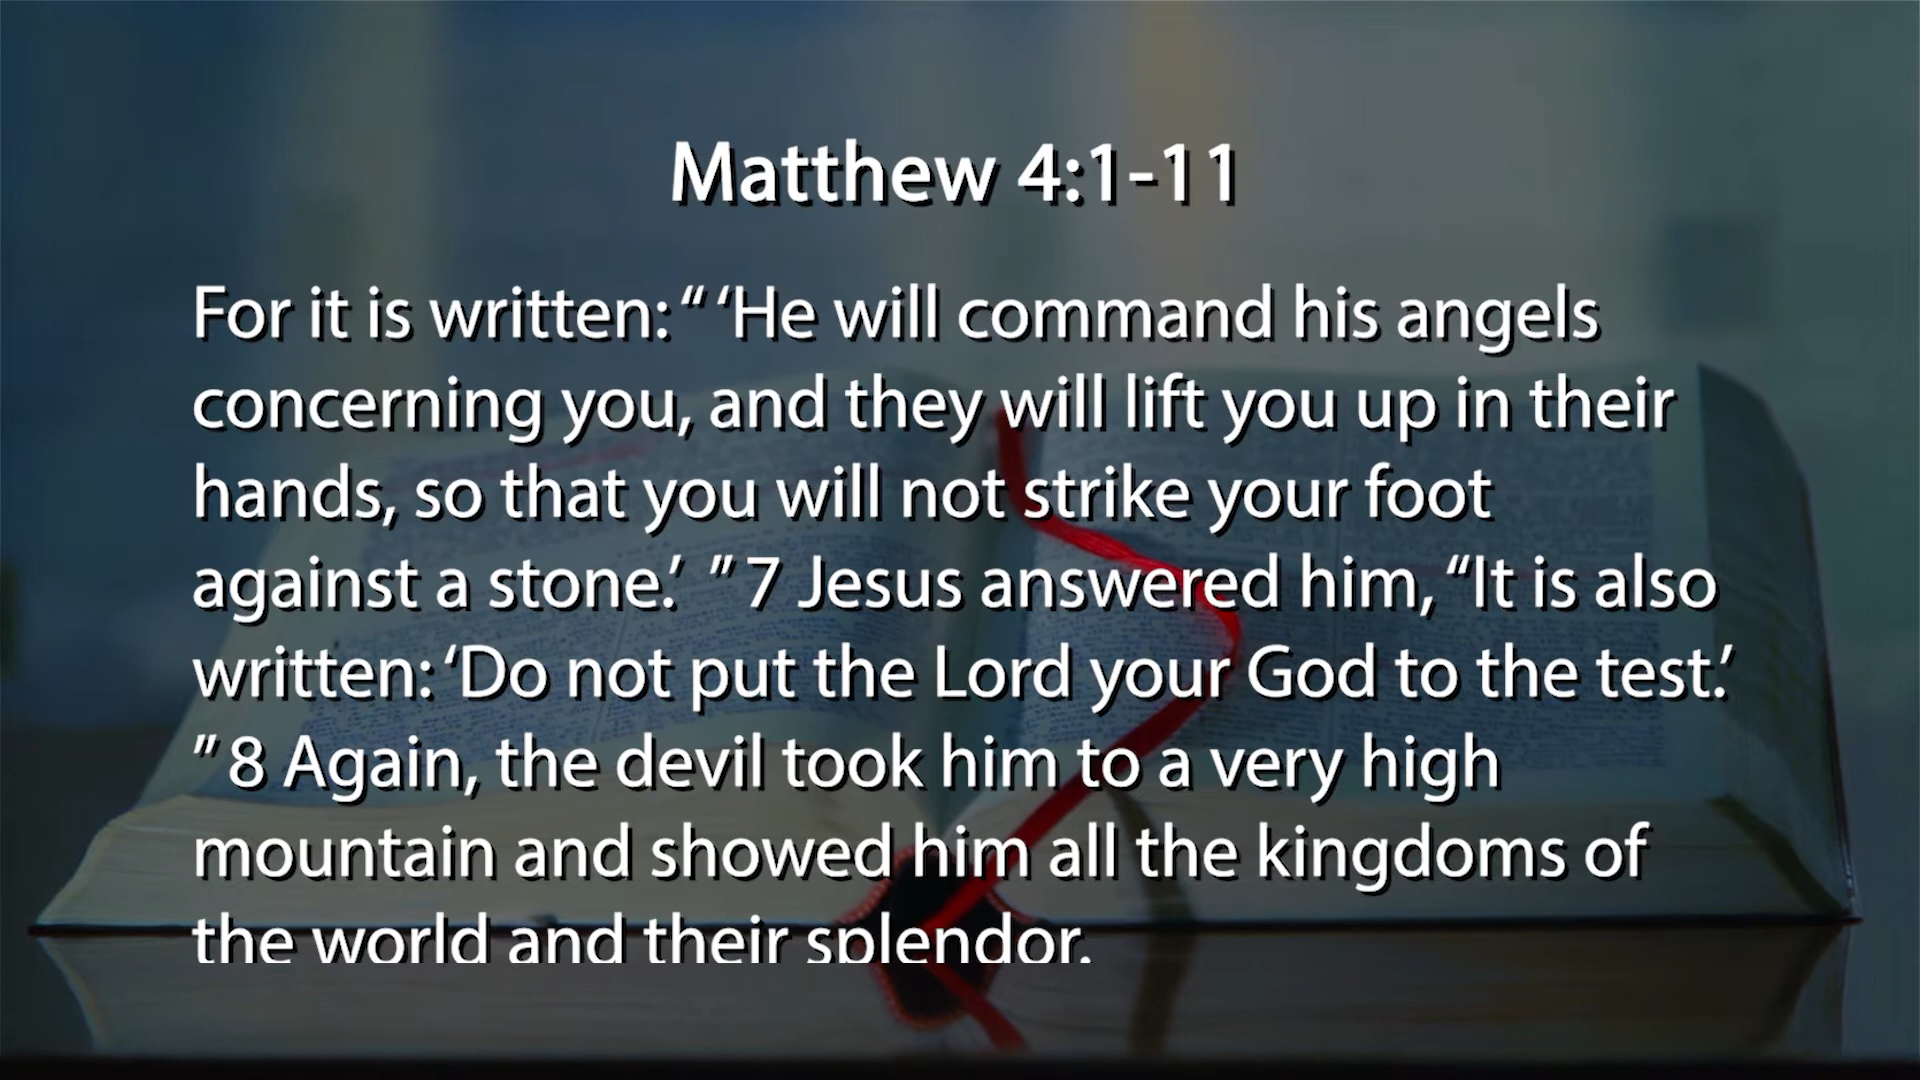 Matthew 4:1-11
For it is written: “ ‘He will command his angels
concerning you, and they will lift you up in their
hands, so that you will not strike your foot
against a stone.’ ” 7 Jesus answered him, “It is also
written: ‘Do not put the Lord your God to the test.’
” 8 Again, the devil took him to a very high
mountain and showed him all the kingdoms of
the world and their splendor.